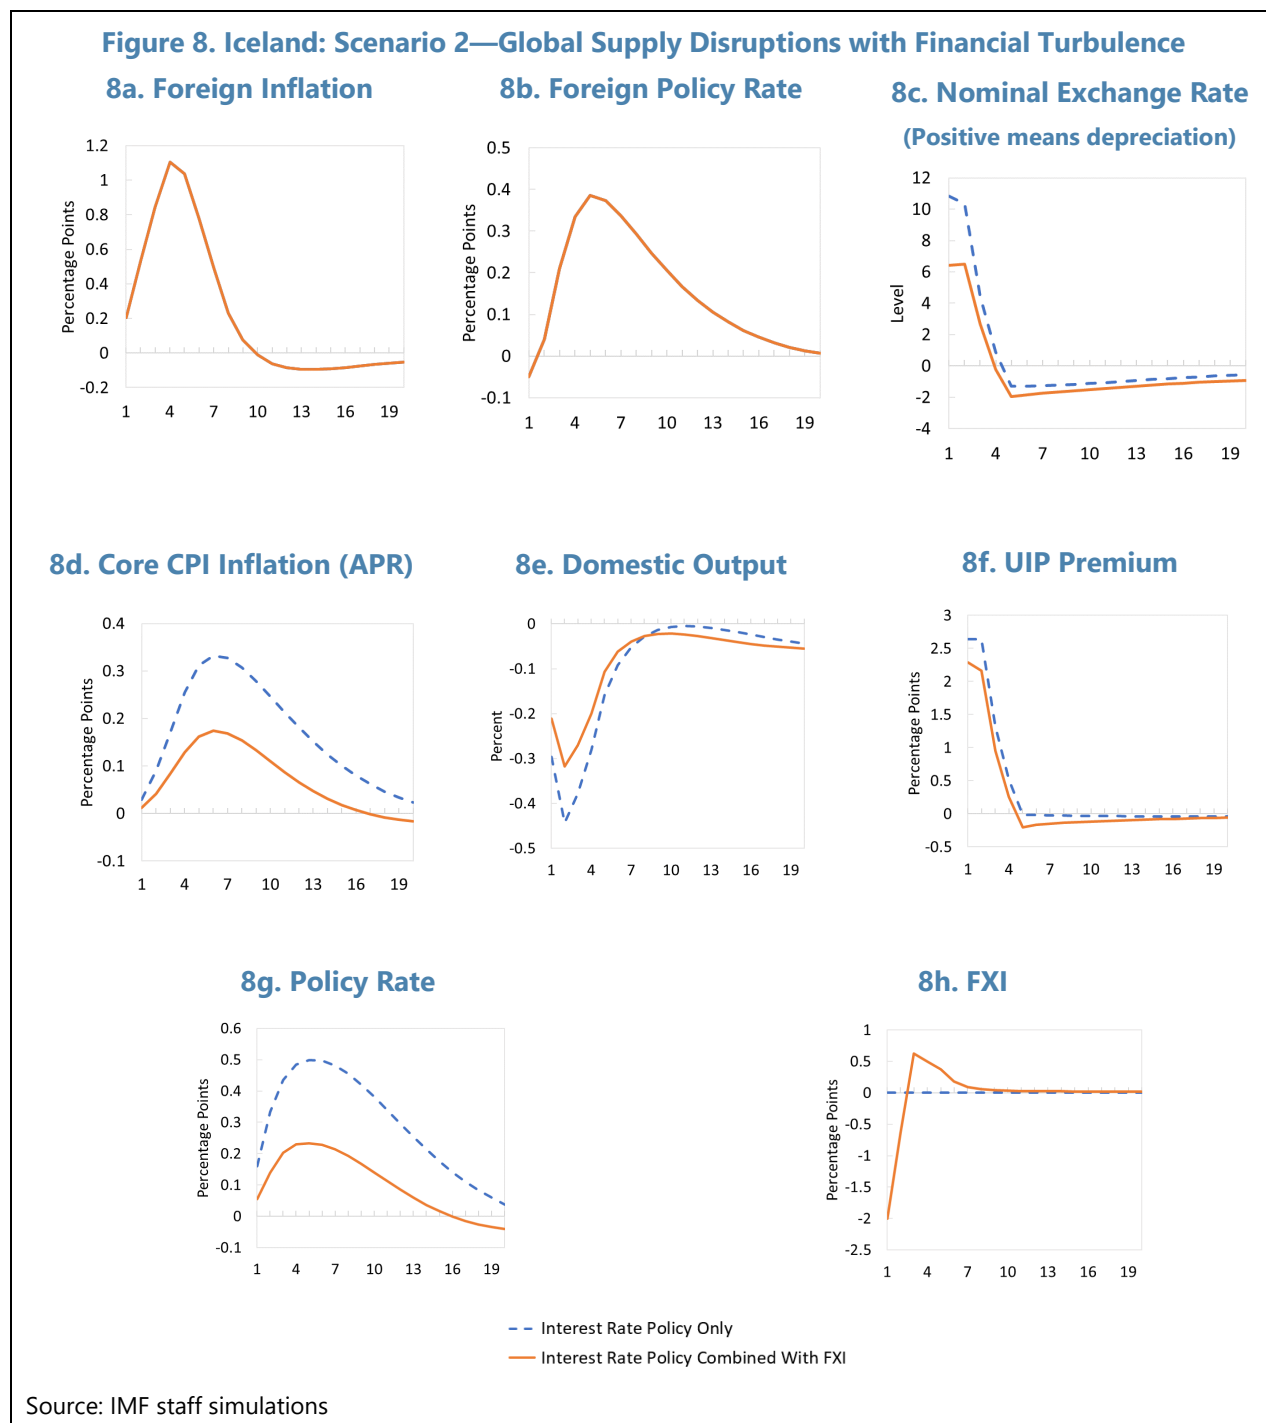 Figure 8. Iceland: Scenario 2—Global Supply Disruptions with Financial Turbulence
8a. Foreign Inflation
Percentage Points
1.2
1
0.8
0.6
0.4
0.2
0
-0.2
1 4 7 10 13 16 19
8b. Foreign Policy Rate
Percentage Points
0.5
0.4
0.3
0.2
0.1
0
-0.1
1 4 7 10 13 16 19
8c. Nominal Exchange Rate
(Positive means depreciation)
Level
12
10
8
6
4
2
0
-2
-4
1 4 7 10 13 16 19
8d. Core CPI Inflation (APR)
Percentage Points
0.4
0.3
0.2
0.1
0
-0.1
1 4 7 10 13 16 19
8e. Domestic Output
Percent
0
-0.1
-0.2
-0.3
-0.4
-0.5
1 4 7 10 13 16 19
8f. UIP Premium
Percentage Points
3
2.5
2
1.5
1
0.5
0
-0.5
1 4 7 10 13 16 19
8g. Policy Rate
Percentage Points
0.6
0.5
0.4
0.3
0.2
0.1
0
-0.1
1 4 7 10 13 16 19
8h. FXI
Percentage Points
1
0.5
0
-0.5
-1
-1.5
-2
-2.5
1 4 7 10 13 16 19
Interest Rate Policy Only
Interest Rate Policy Combined With FXI
Source: IMF staff simulations